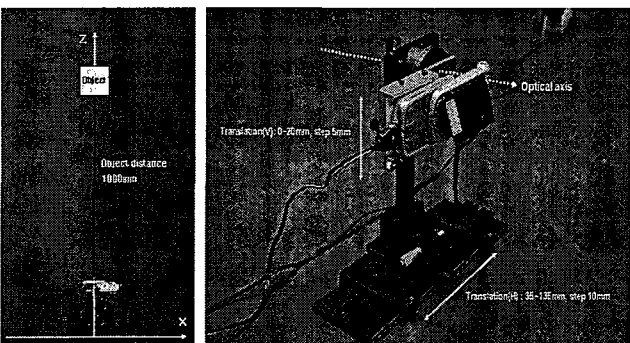 Z
Object
Object distance
1000mm
X
Optical axis
Translation(V): 0~20mm, step 5mm
Translation(H) : 35~135mm, step 10mm